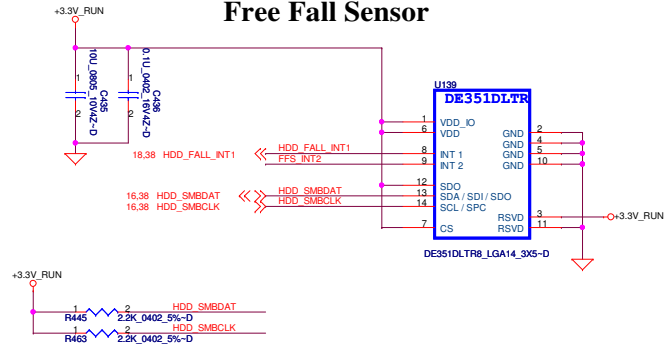 Free Fall Sensor
+3.3V_RUN
1
2
10U_0805_10V4Z~D
C435
1
2
0.1U_0402_16V4Z~D
C436
U139
DE351DLTR
1 VDD_IO
6 VDD
GND 2
GND 4
GND 5
GND 10
18,38 HDD_FALL_INT1
HDD_FALL_INT1
8 INT 1
FFS_INT2
9 INT 2
12 SDO
16,38 HDD_SMBDAT
HDD_SMBDAT
13 SDA / SDI / SDO
16,38 HDD_SMBCLK
HDD_SMBCLK
14 SCL / SPC
RSVD 3
+3.3V_RUN
7 CS
RSVD 11
DE351DLTR8_LGA14_3X5~D
+3.3V_RUN
1 2 HDD_SMBDAT
R445 2.2K_0402_5%~D
1 2 HDD_SMBCLK
R463 2.2K_0402_5%~D